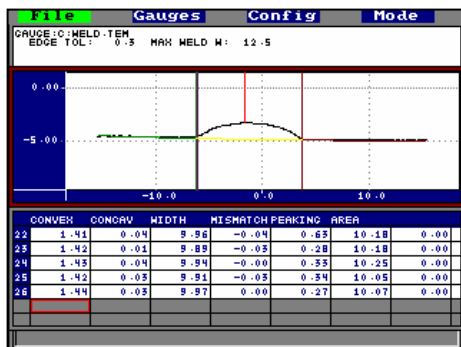 File Gauges Config Mode
GAUGE:C:WELD.TEM
EDGE TOL: 0.3 MAX WELD W: 12.5
0.00
-5.00
-10.0 0.0 10.0
CONVEX CONCAV WIDTH MISMATCH PEAKING AREA
22 1.41 0.04 9.96 -0.04 0.63 10.18 0.00
23 1.42 0.01 9.89 -0.03 0.28 10.18 0.00
24 1.43 0.04 9.94 -0.00 0.33 10.25 0.00
25 1.42 0.03 9.91 -0.03 0.34 10.05 0.00
26 1.44 0.03 9.97 0.00 0.27 10.07 0.00